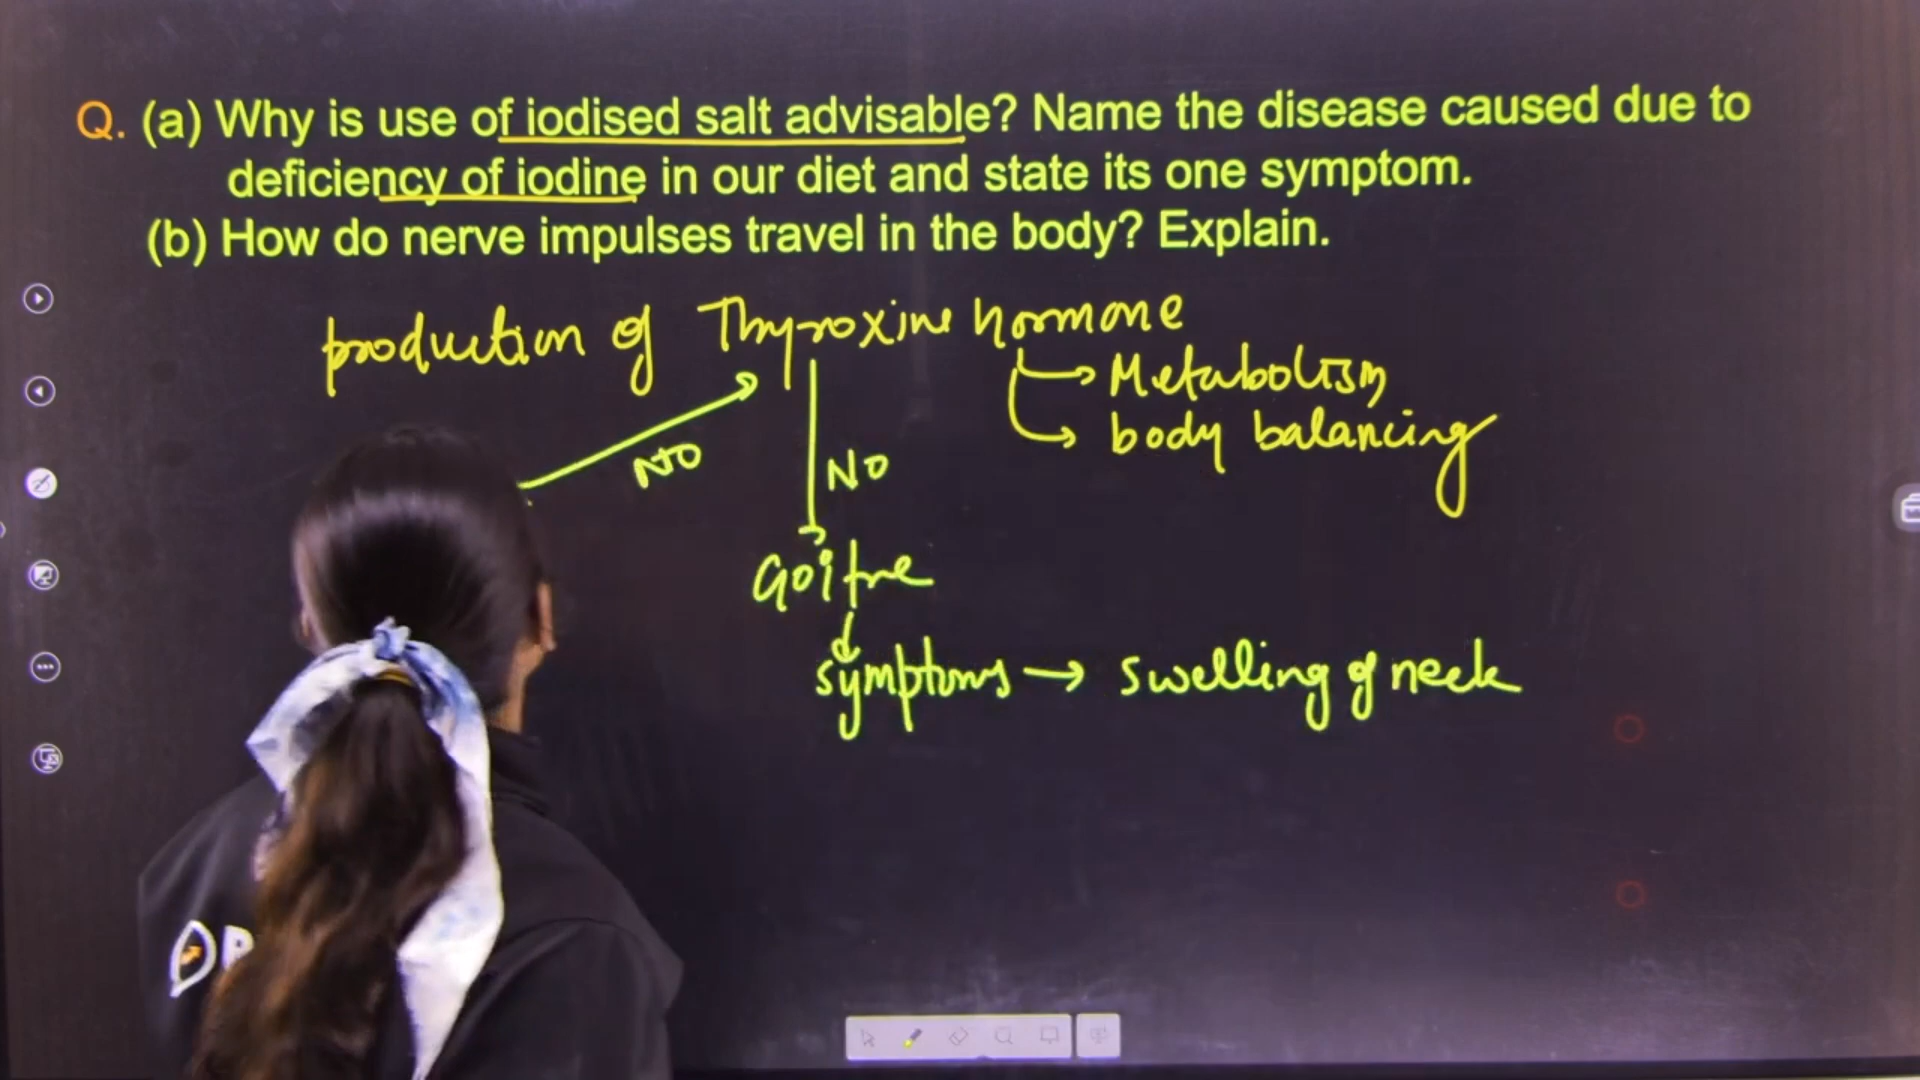 Q. (a) Why is use of iodised salt advisable? Name the disease caused due to
deficiency of iodine in our diet and state its one symptom.
(b) How do nerve impulses travel in the body? Explain.
production of Thyroxine hormone
→ Metabolism
→ body balancing
NO
NO
Goitre
symptoms → swelling of neck